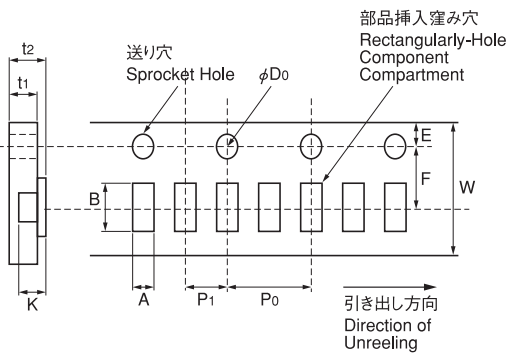 部品挿入窪み穴
Rectangularly-Hole
Component
Compartment
送り穴
Sprocket Hole
φD0
t2
t1
E
F
W
B
K
A
P1
P0
引き出し方向
Direction of
Unreeling